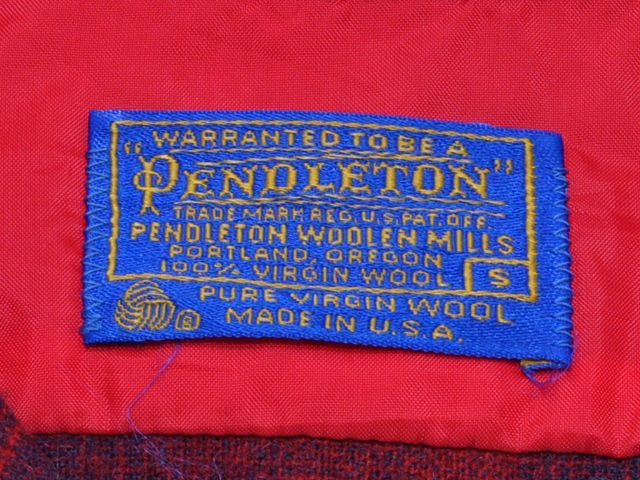 WARRANTED TO BE A
"PENDLETON"
TRADE MARK REG. U.S. PAT. OFF.
PENDLETON WOOLEN MILLS
PORTLAND, OREGON
100% VIRGIN WOOL S
PURE VIRGIN WOOL
MADE IN U.S.A.